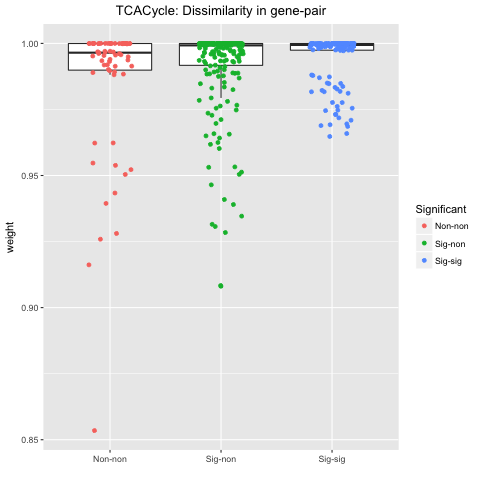 TCACycle: Dissimilarity in gene-pair
1.00
0.95
0.90
0.85
weight
Non-non
Sig-non
Sig-sig
Significant
Non-non
Sig-non
Sig-sig